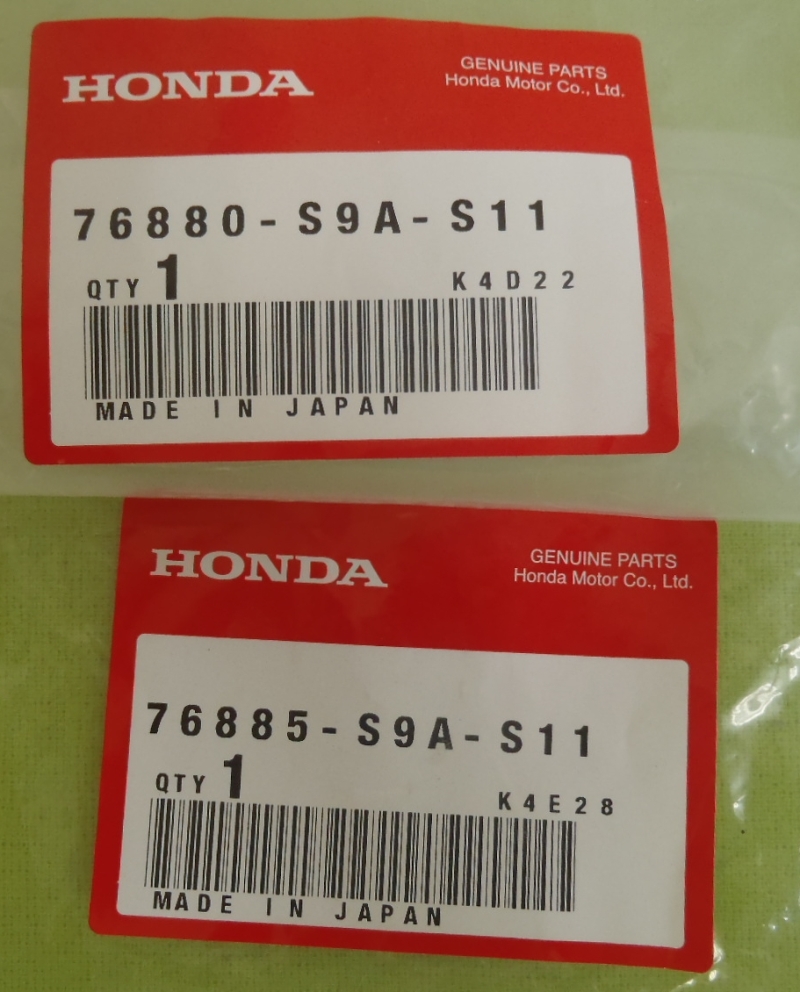 HONDA
GENUINE PARTS
Honda Motor Co., Ltd.
76880-S9A-S11
QTY 1
K4D22
MADE IN JAPAN
HONDA
GENUINE PARTS
Honda Motor Co., Ltd.
76885-S9A-S11
QTY 1
K4E28
MADE IN JAPAN